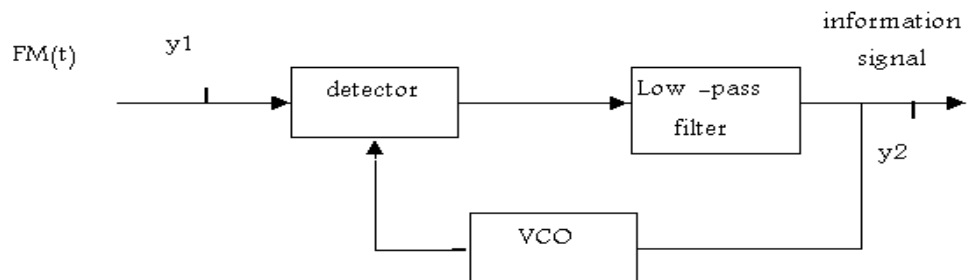 FM(t)
y1
detector
Low -pass
filter
information
signal
y2
VCO